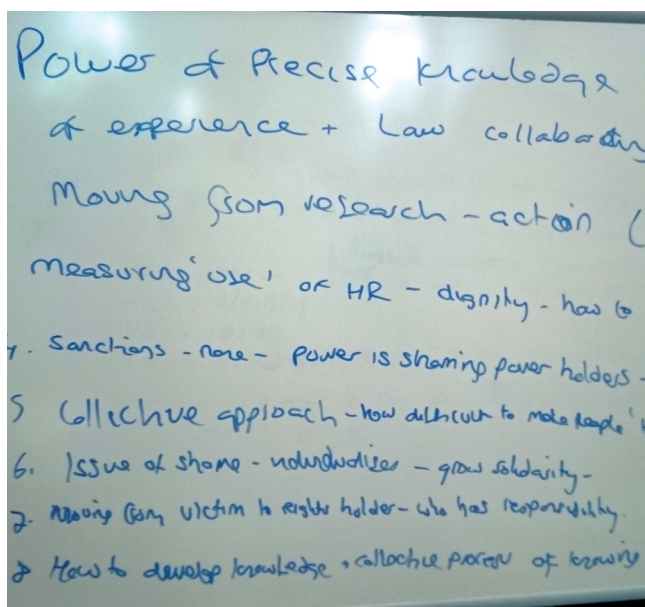 Power of Precise knowledge
of experience + Law collaborating
Moving from research - action (
Measuring 'use' of HR - dignity - how to
4. Sanctions - none - power is shaming power holders -
5 Collective approach - how difficult to make people
6. Issue of shame - individualises - grow solidarity -
7. Moving from victim to rights holder - who has responsibility.
8 How to develop knowledge + collective process of knowing